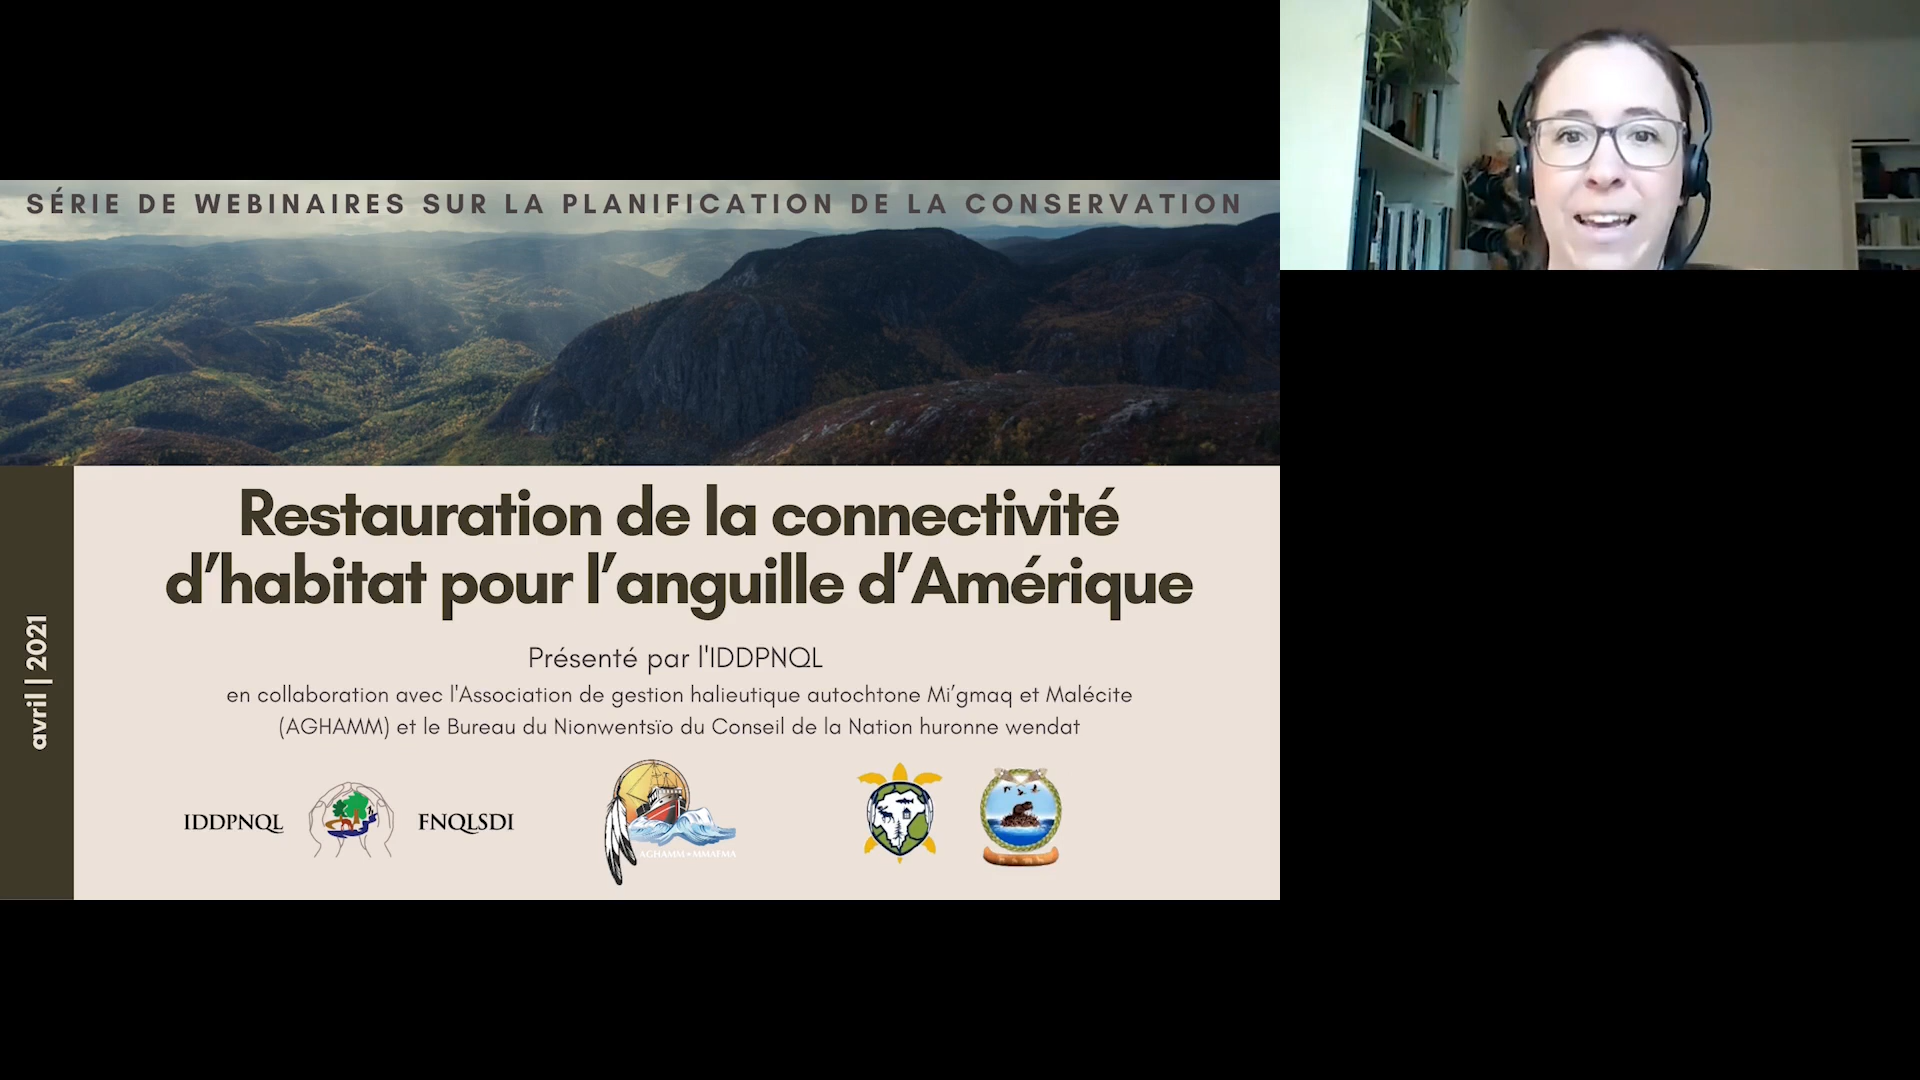 SÉRIE DE WEBINAIRES SUR LA PLANIFICATION DE LA CONSERVATION
Restauration de la connectivité
d’habitat pour l’anguille d’Amérique
Présenté par l'IDDPNQL
en collaboration avec l'Association de gestion halieutique autochtone Mi’gmaq et Malécite
(AGHAMM) et le Bureau du Nionwentsïo du Conseil de la Nation huronne wendat
avril | 2021
IDDPNQL
FNQLSDI
AGHAMM • MMAFMA